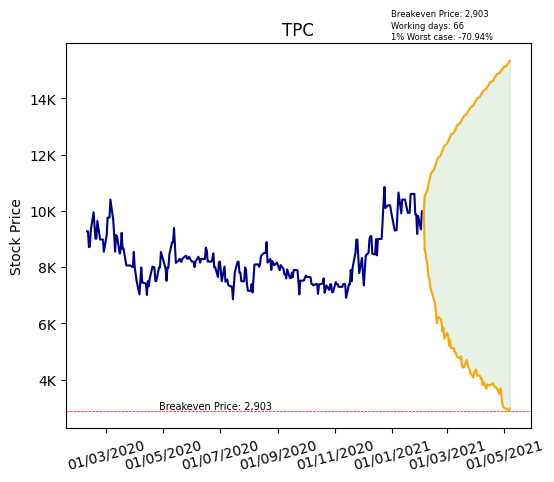 Breakeven Price: 2,903
Working days: 66
1% Worst case: -70.94%
TPC
Stock Price
14K
12K
10K
8K
6K
4K
Breakeven Price: 2,903
01/03/2020
01/05/2020
01/07/2020
01/09/2020
01/11/2020
01/01/2021
01/03/2021
01/05/2021